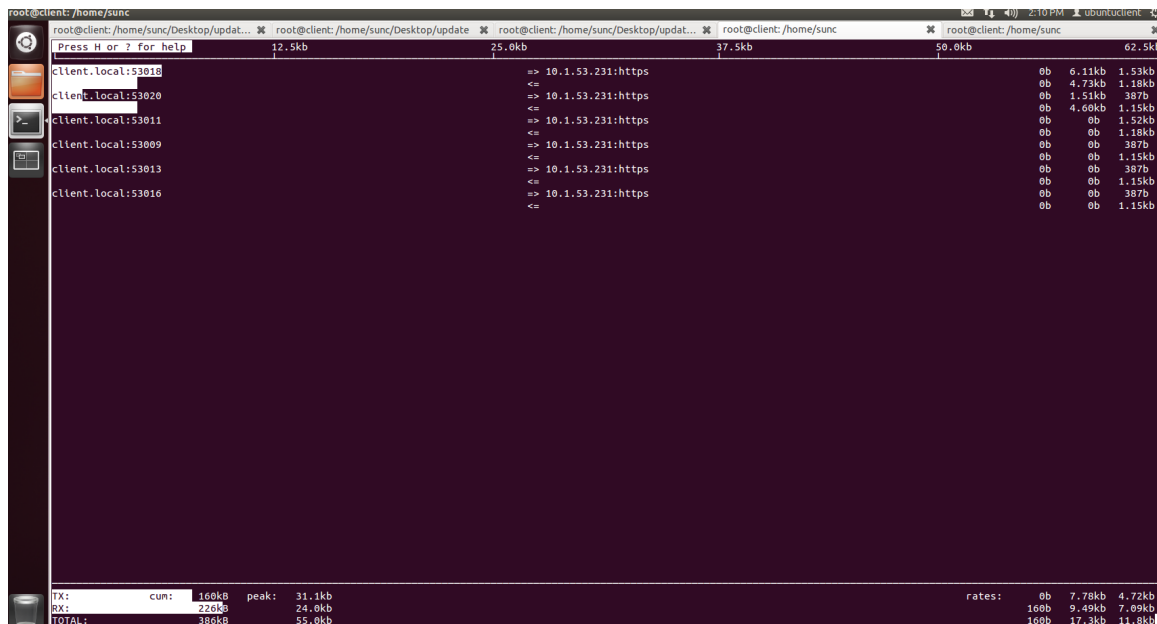 root@client: /home/sunc 2:10 PM ubuntuclient
root@client: /home/sunc/Desktop/updat... root@client: /home/sunc/Desktop/update root@client: /home/sunc/Desktop/updat... root@client: /home/sunc root@client: /home/sunc
Press H or ? for help 12.5kb 25.0kb 37.5kb 50.0kb 62.5kb
client.local:53018 => 10.1.53.231:https 0b 6.11kb 1.53kb
<= 0b 4.73kb 1.18kb
client.local:53020 => 10.1.53.231:https 0b 1.51kb 387b
<= 0b 4.60kb 1.15kb
client.local:53011 => 10.1.53.231:https 0b 0b 1.52kb
<= 0b 0b 1.18kb
client.local:53009 => 10.1.53.231:https 0b 0b 387b
<= 0b 0b 1.15kb
client.local:53013 => 10.1.53.231:https 0b 0b 387b
<= 0b 0b 1.15kb
client.local:53016 => 10.1.53.231:https 0b 0b 387b
<= 0b 0b 1.15kb
TX: cum: 160kB peak: 31.1kb rates: 0b 7.78kb 4.72kb
RX: 226kB 24.0kb 160b 9.49kb 7.09kb
TOTAL: 386kB 55.0kb 160b 17.3kb 11.8kb